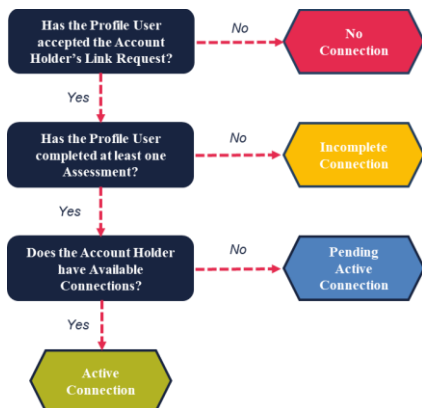 Has the Profile User
accepted the Account
Holder's Link Request?
No
No
Connection
Yes
Has the Profile User
completed at least one
Assessment?
No
Incomplete
Connection
Yes
Does the Account Holder
have Available
Connections?
No
Pending
Active
Connection
Yes
Active
Connection